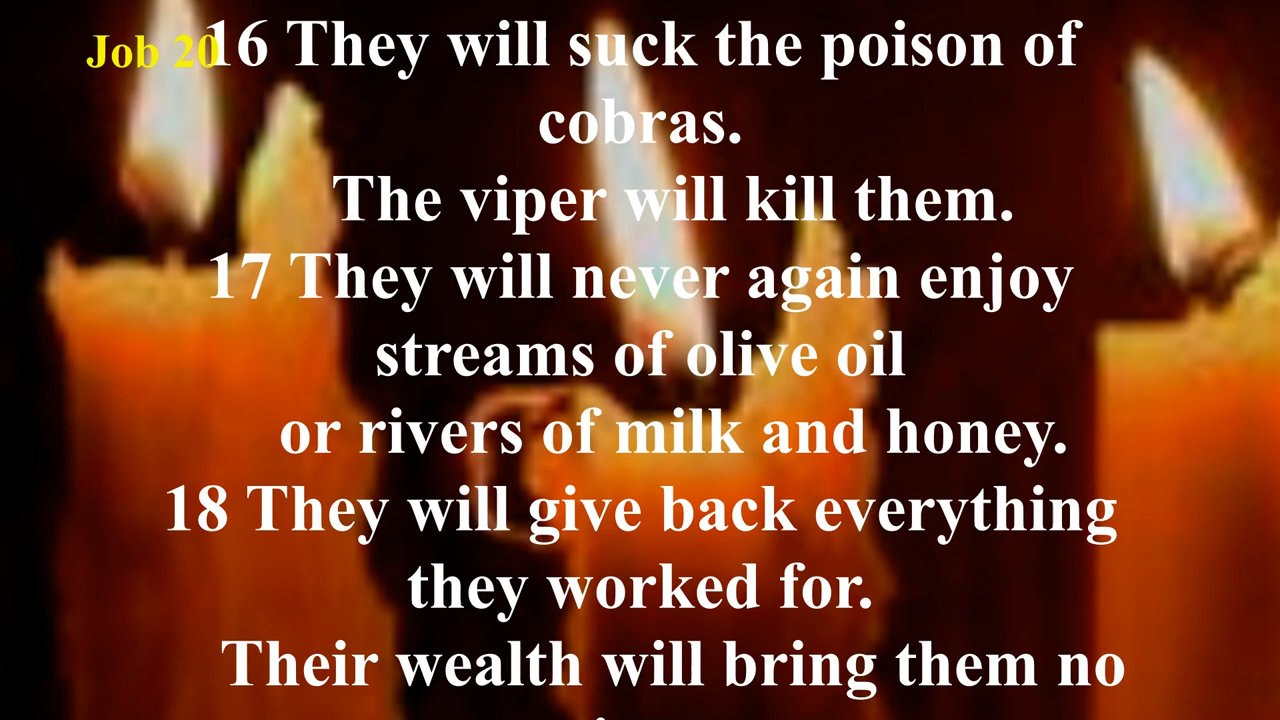 Job 20
16 They will suck the poison of
cobras.
The viper will kill them.
17 They will never again enjoy
streams of olive oil
or rivers of milk and honey.
18 They will give back everything
they worked for.
Their wealth will bring them no